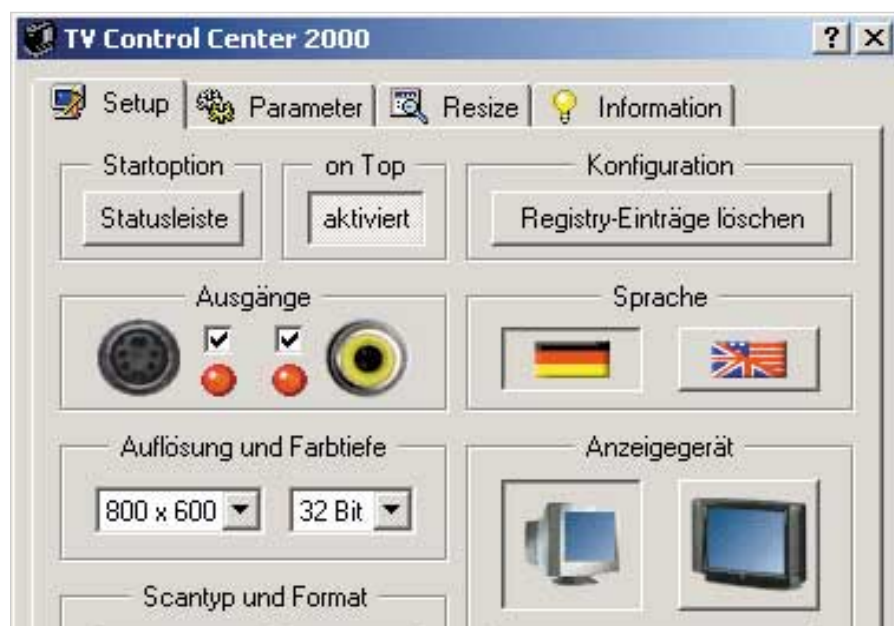 TV Control Center 2000
Setup Parameter Resize Information
Startoption on Top Konfiguration
Statusleiste aktiviert Registry-Einträge löschen
Ausgänge Sprache
Auflösung und Farbtiefe Anzeigegerät
800 x 600 32 Bit
Scantyp und Format